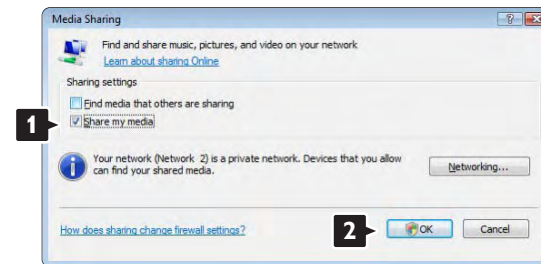 Media Sharing
Find and share music, pictures, and video on your network
Learn about sharing Online
Sharing settings
Find media that others are sharing
1
Share my media
Your network (Network 2) is a private network. Devices that you allow
can find your shared media.
Networking...
How does sharing change firewall settings?
2
OK
Cancel